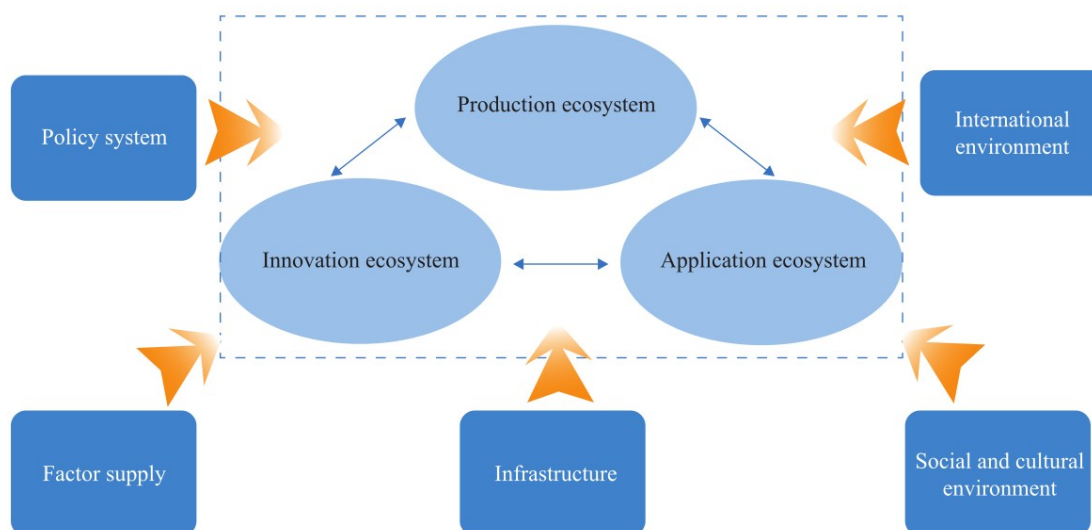 Production ecosystem
Policy system
International
environment
Innovation ecosystem
Application ecosystem
Factor supply
Infrastructure
Social and cultural
environment